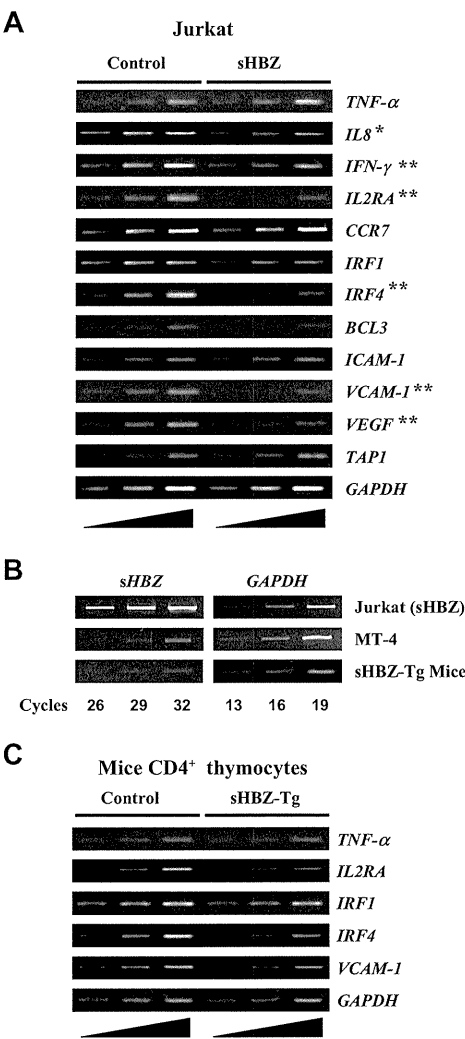 A
Jurkat
Control sHBZ
TNF-α
IL8 *
IFN-γ **
IL2RA **
CCR7
IRF1
IRF4 **
BCL3
ICAM-1
VCAM-1 **
VEGF **
TAP1
GAPDH
B
sHBZ GAPDH
Jurkat (sHBZ)
MT-4
sHBZ-Tg Mice
Cycles 26 29 32 13 16 19
C
Mice CD4+ thymocytes
Control sHBZ-Tg
TNF-α
IL2RA
IRF1
IRF4
VCAM-1
GAPDH